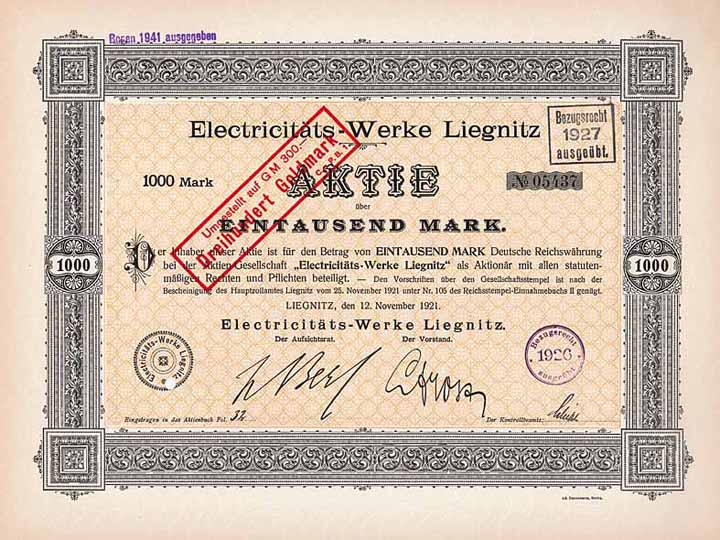 Bogen 1941 ausgegeben
Electricitäts-Werke Liegnitz
Bezugsrecht
1927
ausgeübt.
Umgestellt auf GM 300.—
Dreihundert Goldmark
1000 Mark
AKTIE
№ 05437
über
EINTAUSEND MARK.
Der Inhaber dieser Aktie ist für den Betrag von EINTAUSEND MARK Deutsche Reichswährung
bei der Aktien-Gesellschaft „Electricitäts-Werke Liegnitz" als Aktionär mit allen statuten-
mäßigen Rechten und Pflichten beteiligt. — Den Vorschriften über den Gesellschaftsstempel ist nach der
Bescheinigung des Hauptzollamtes Liegnitz vom 25. November 1921 unter Nr. 105 des Reichsstempel-Einnahmebuchs II genügt.
1000
1000
LIEGNITZ, den 12. November 1921.
Electricitäts-Werke Liegnitz.
Der Aufsichtsrat.
Der Vorstand.
Electricitäts-Werke Liegnitz
Bezugsrecht
1926
ausgeübt
Eingetragen in das Aktienbuch Fol. 32
Der Kontrollbeamte: